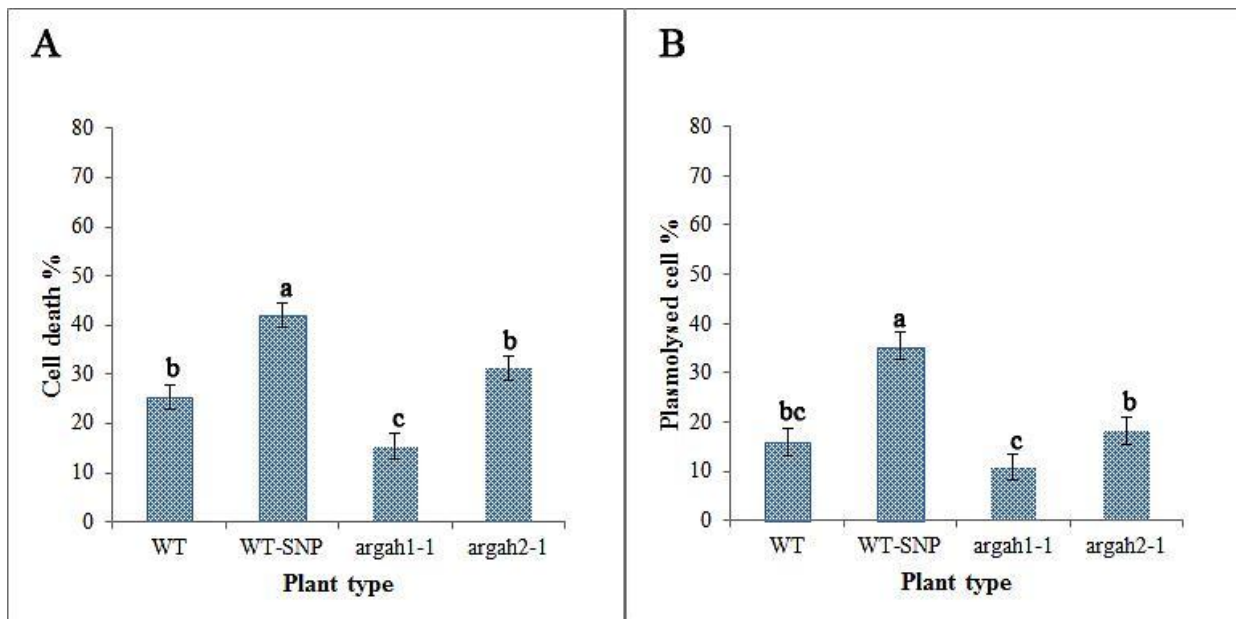 A
80
70
60
50
40
30
20
10
0
Cell death %
b
a
c
b
WT
WT-SNP
argah1-1
argah2-1
Plant type
B
80
70
60
50
40
30
20
10
0
Plasmolysed cell %
bc
a
c
b
WT
WT-SNP
argah1-1
argah2-1
Plant type